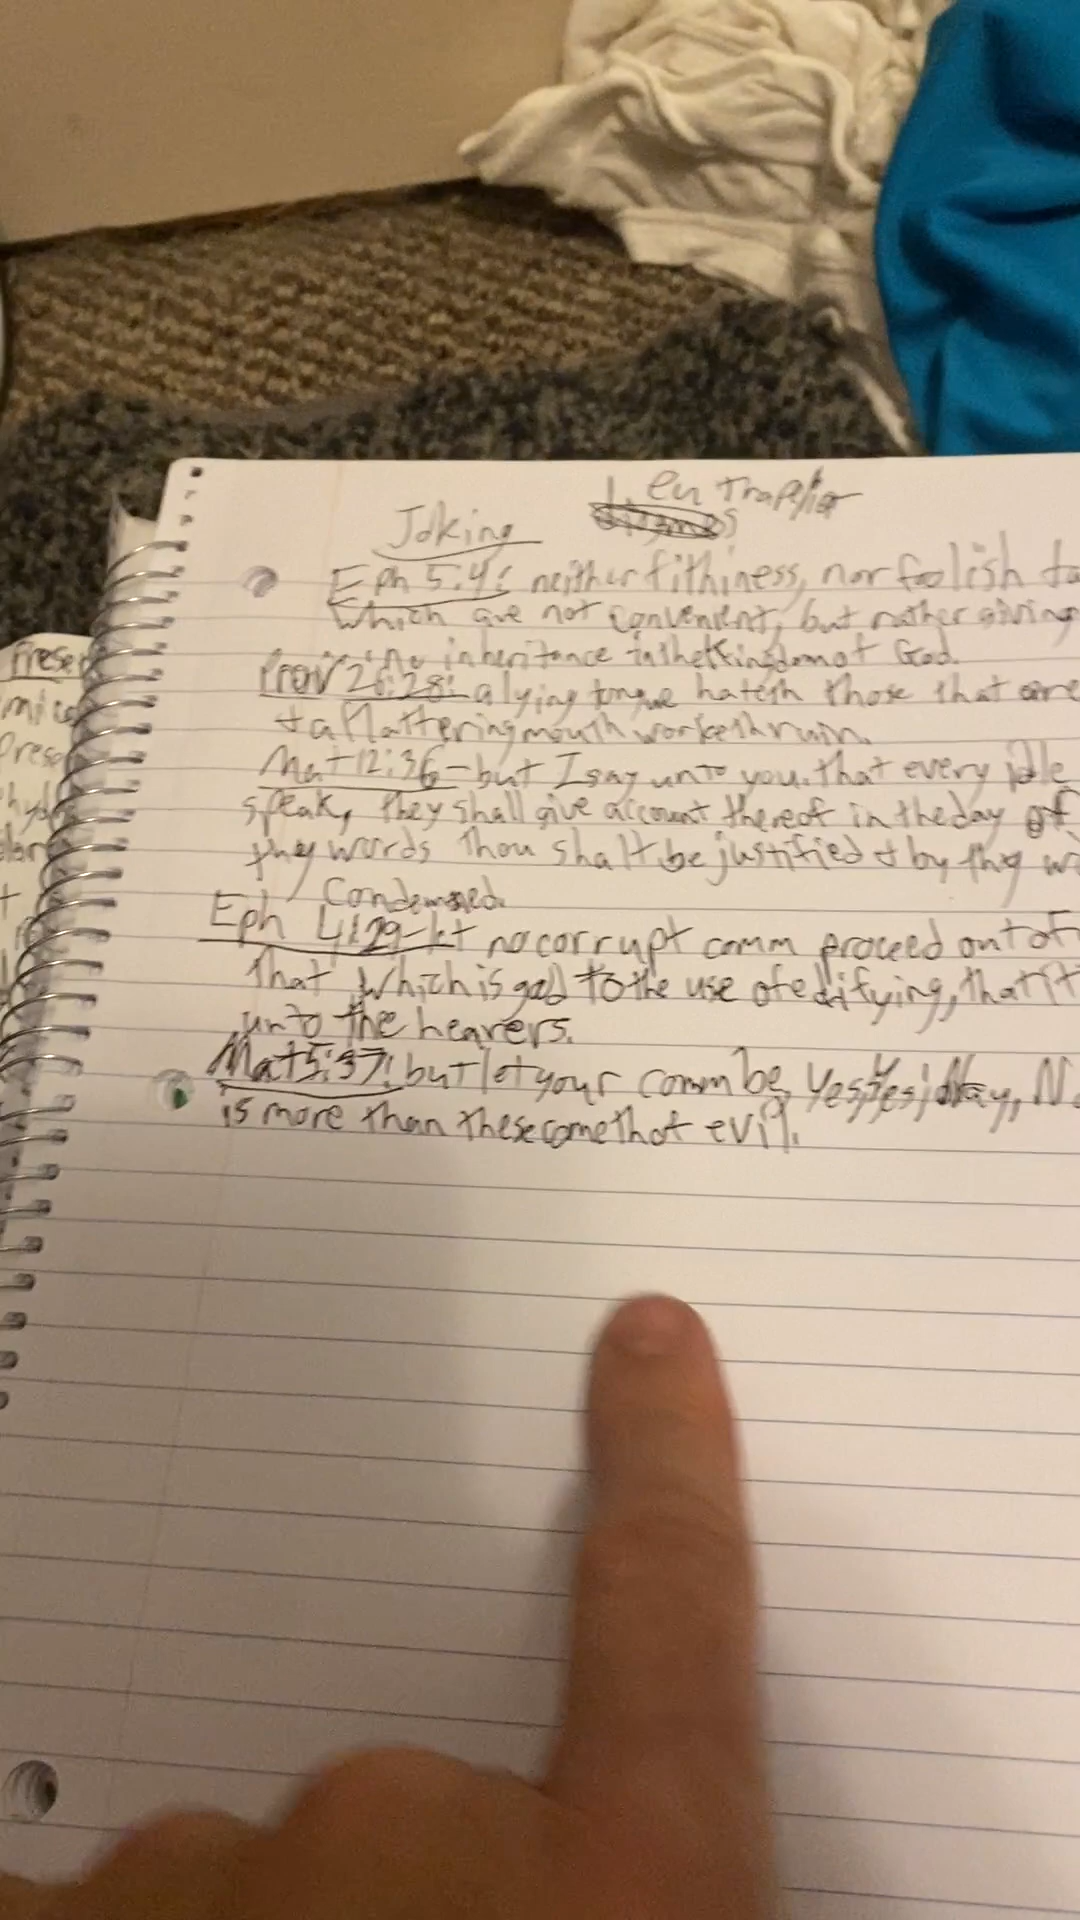 1. eutrapelia
Joking
Eph 5:4: neither filthiness, nor foolish ta
which are not convenient, but rather giving
no inheritance in the Kingdom of God.
Prov 26:28: a lying tongue hateth those that are
+ a flattering mouth worketh ruin.
Mat 12:36 - but I say unto you. that every idle
speak, they shall give account thereof in the day of
thy words thou shalt be justified + by thy w
Condemned.
Eph 4:29 - let no corrupt comm proceed out of
that which is good to the use of edifying, that it
unto the hearers.
Mat 5:37: but let your comm be, Yes, Yes; Nay, N
is more than these cometh of evil.
Prese